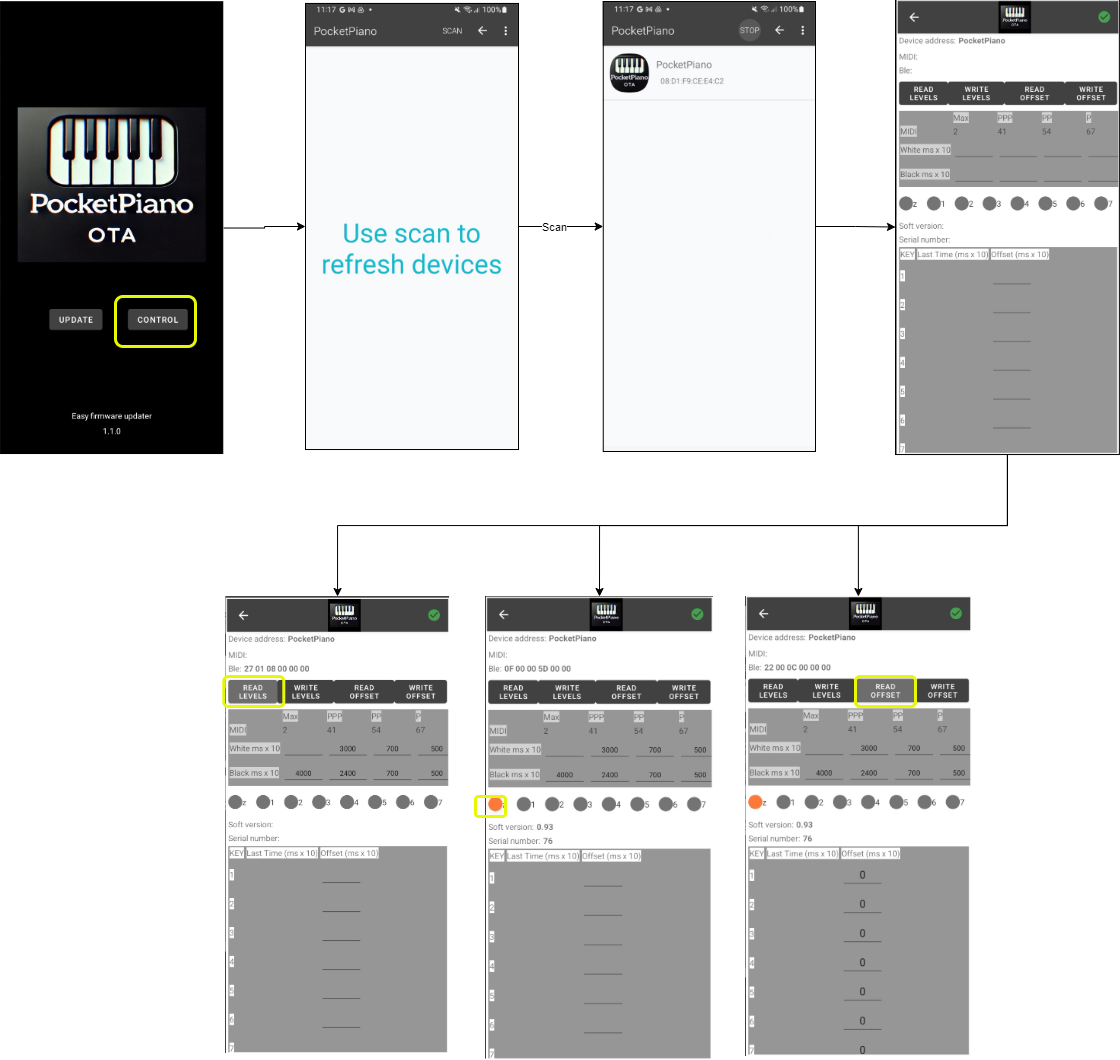 PocketPiano
OTA
UPDATE
CONTROL
Easy firmware updater
1.1.0
11:17 G 100%
PocketPiano SCAN
Use scan to
refresh devices
Scan
11:17 G 100%
PocketPiano STOP
PocketPiano
OTA
PocketPiano
08:D1:F9:CE:E4:C2
PocketPiano
OTA
Device address: PocketPiano
MIDI:
Ble:
READ LEVELS WRITE LEVELS READ OFFSET WRITE OFFSET
Max PPP PP P
MIDI 2 41 54 67
White ms x 10
Black ms x 10
z 1 2 3 4 5 6 7
Soft version:
Serial number:
KEY Last Time (ms x 10) Offset (ms x 10)
1
2
3
4
5
6
7
Device address: PocketPiano
MIDI:
Ble: 27 01 08 00 00 00
READ LEVELS WRITE LEVELS READ OFFSET WRITE OFFSET
Max PPP PP P
MIDI 2 41 54 67
White ms x 10 3000 700 500
Black ms x 10 4000 2400 700 500
z 1 2 3 4 5 6 7
Soft version:
Serial number:
KEY Last Time (ms x 10) Offset (ms x 10)
1
2
3
4
5
6
7
Device address: PocketPiano
MIDI:
Ble: 0F 00 00 5D 00 00
READ LEVELS WRITE LEVELS READ OFFSET WRITE OFFSET
Max PPP PP P
MIDI 2 41 54 67
White ms x 10 3000 700 500
Black ms x 10 4000 2400 700 500
z 1 2 3 4 5 6 7
Soft version: 0.93
Serial number: 76
KEY Last Time (ms x 10) Offset (ms x 10)
1
2
3
4
5
6
7
Device address: PocketPiano
MIDI:
Ble: 22 00 0C 00 00 00
READ LEVELS WRITE LEVELS READ OFFSET WRITE OFFSET
Max PPP PP P
MIDI 2 41 54 67
White ms x 10 3000 700 500
Black ms x 10 4000 2400 700 500
z 1 2 3 4 5 6 7
Soft version: 0.93
Serial number: 76
KEY Last Time (ms x 10) Offset (ms x 10)
1 0
2 0
3 0
4 0
5 0
6 0
7 0